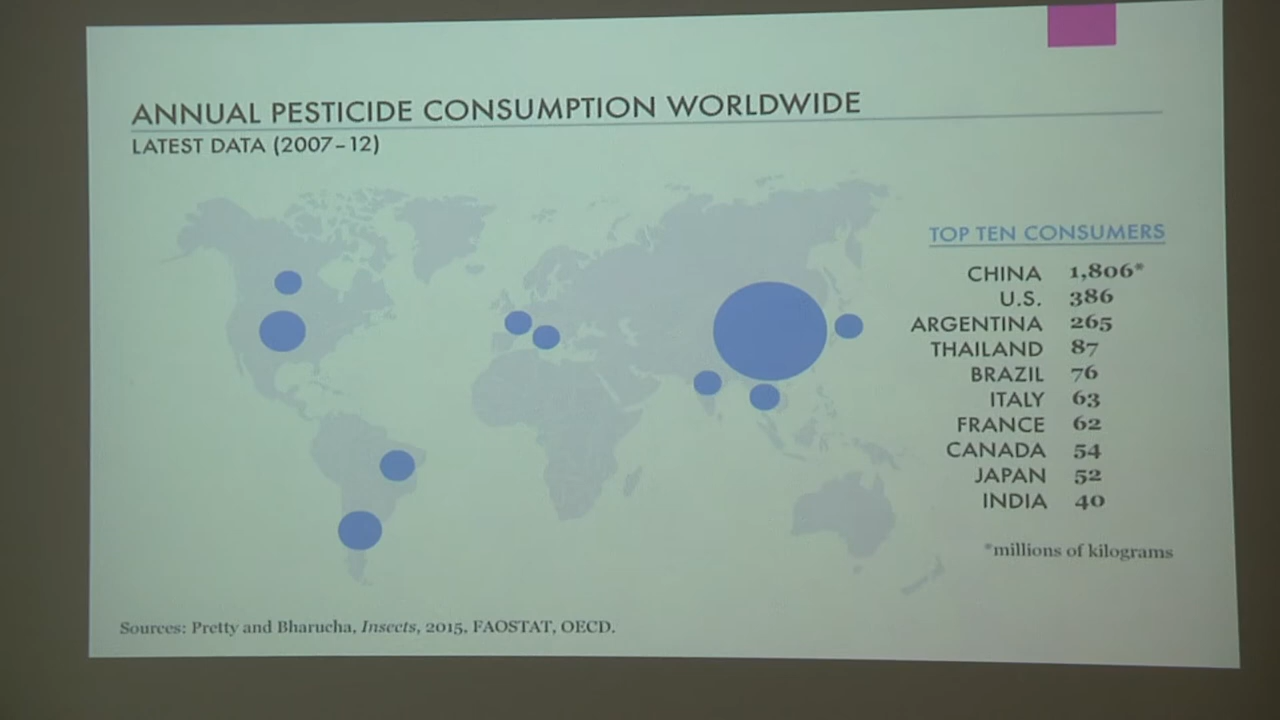 ANNUAL PESTICIDE CONSUMPTION WORLDWIDE
LATEST DATA (2007–12)
TOP TEN CONSUMERS
CHINA 1,806*
U.S. 386
ARGENTINA 265
THAILAND 87
BRAZIL 76
ITALY 63
FRANCE 62
CANADA 54
JAPAN 52
INDIA 40
*millions of kilograms
Sources: Pretty and Bharucha, Insects, 2015, FAOSTAT, OECD.